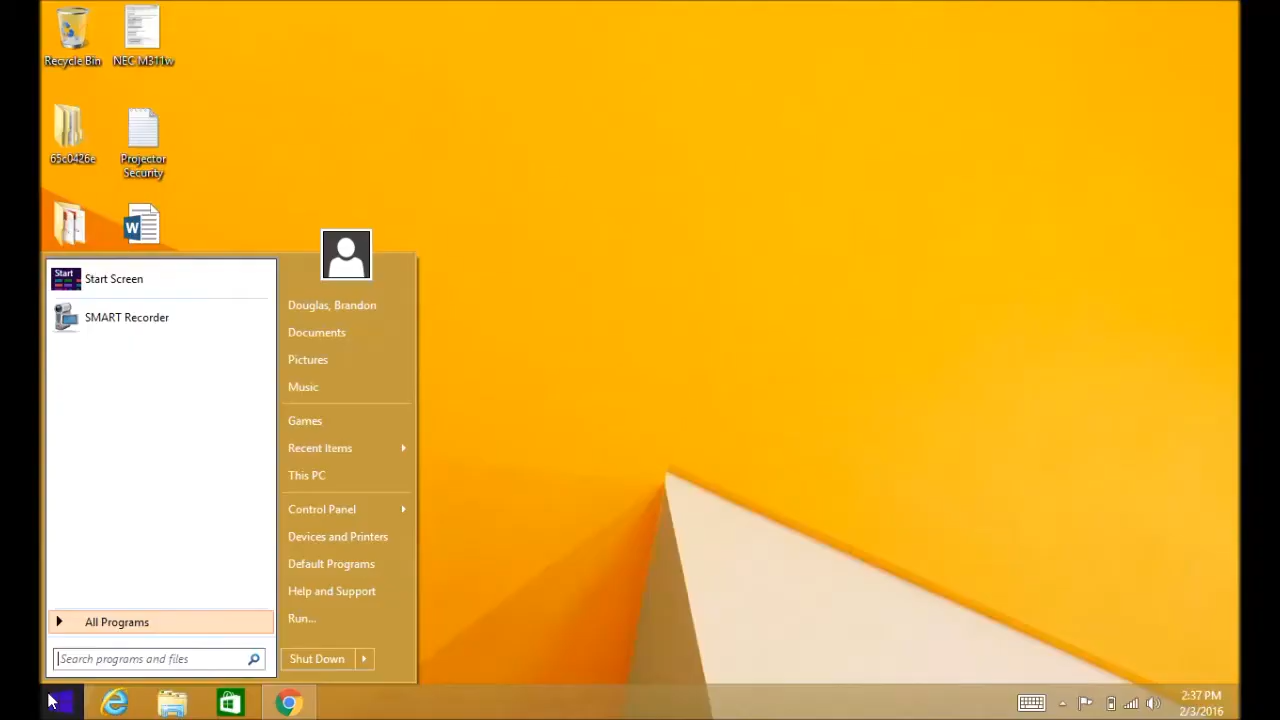 Recycle Bin
NEC M311w
65c0426e
Projector
Security
W
Start
Start Screen
SMART Recorder
All Programs
Search programs and files
Douglas, Brandon
Documents
Pictures
Music
Games
Recent Items
This PC
Control Panel
Devices and Printers
Default Programs
Help and Support
Run...
Shut Down
2:37 PM
2/3/2016